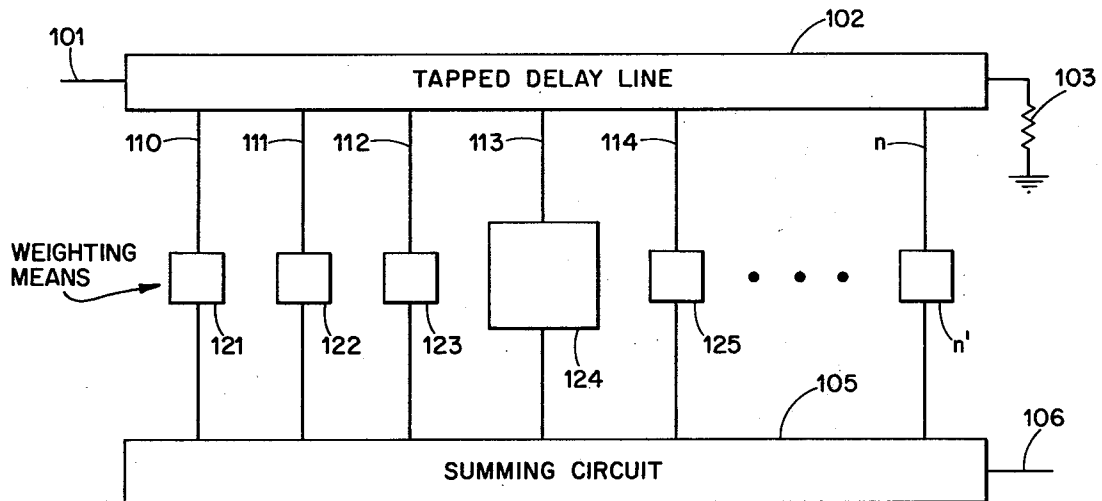 101
102
TAPPED DELAY LINE
103
110
111
112
113
114
n
WEIGHTING
MEANS
121
122
123
124
125
n'
105
106
SUMMING CIRCUIT